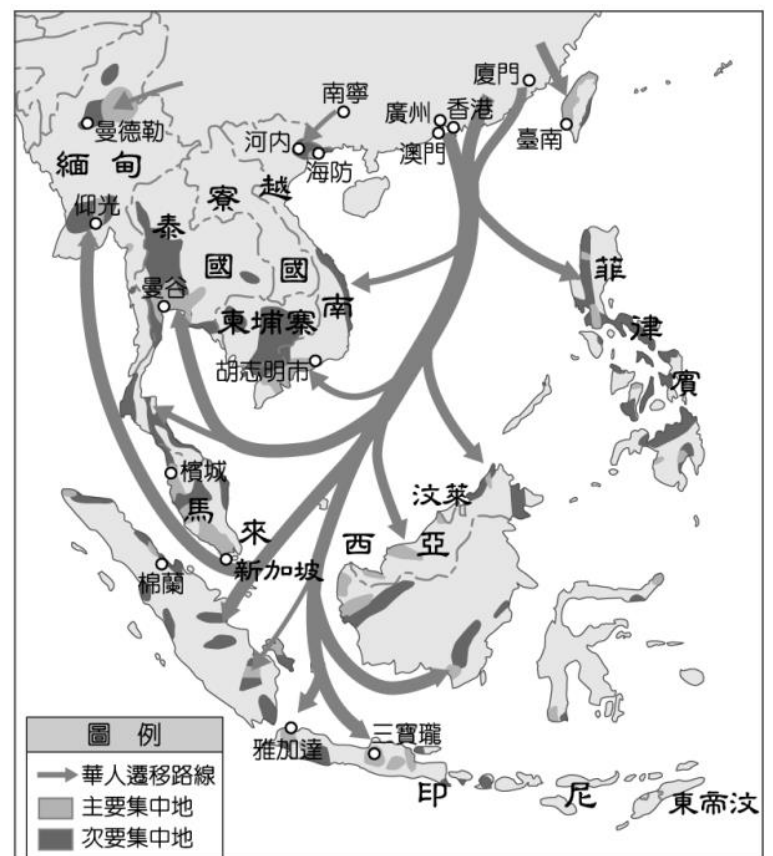 廈門
南寧
廣州
香港
澳門
臺南
曼德勒
河內
海防
緬甸
寮國
越南
仰光
泰國
菲律賓
曼谷
柬埔寨
胡志明市
檳城
汶萊
馬來西亞
新加坡
棉蘭
雅加達
三寶瓏
印尼
東帝汶
圖例
華人遷移路線
主要集中地
次要集中地